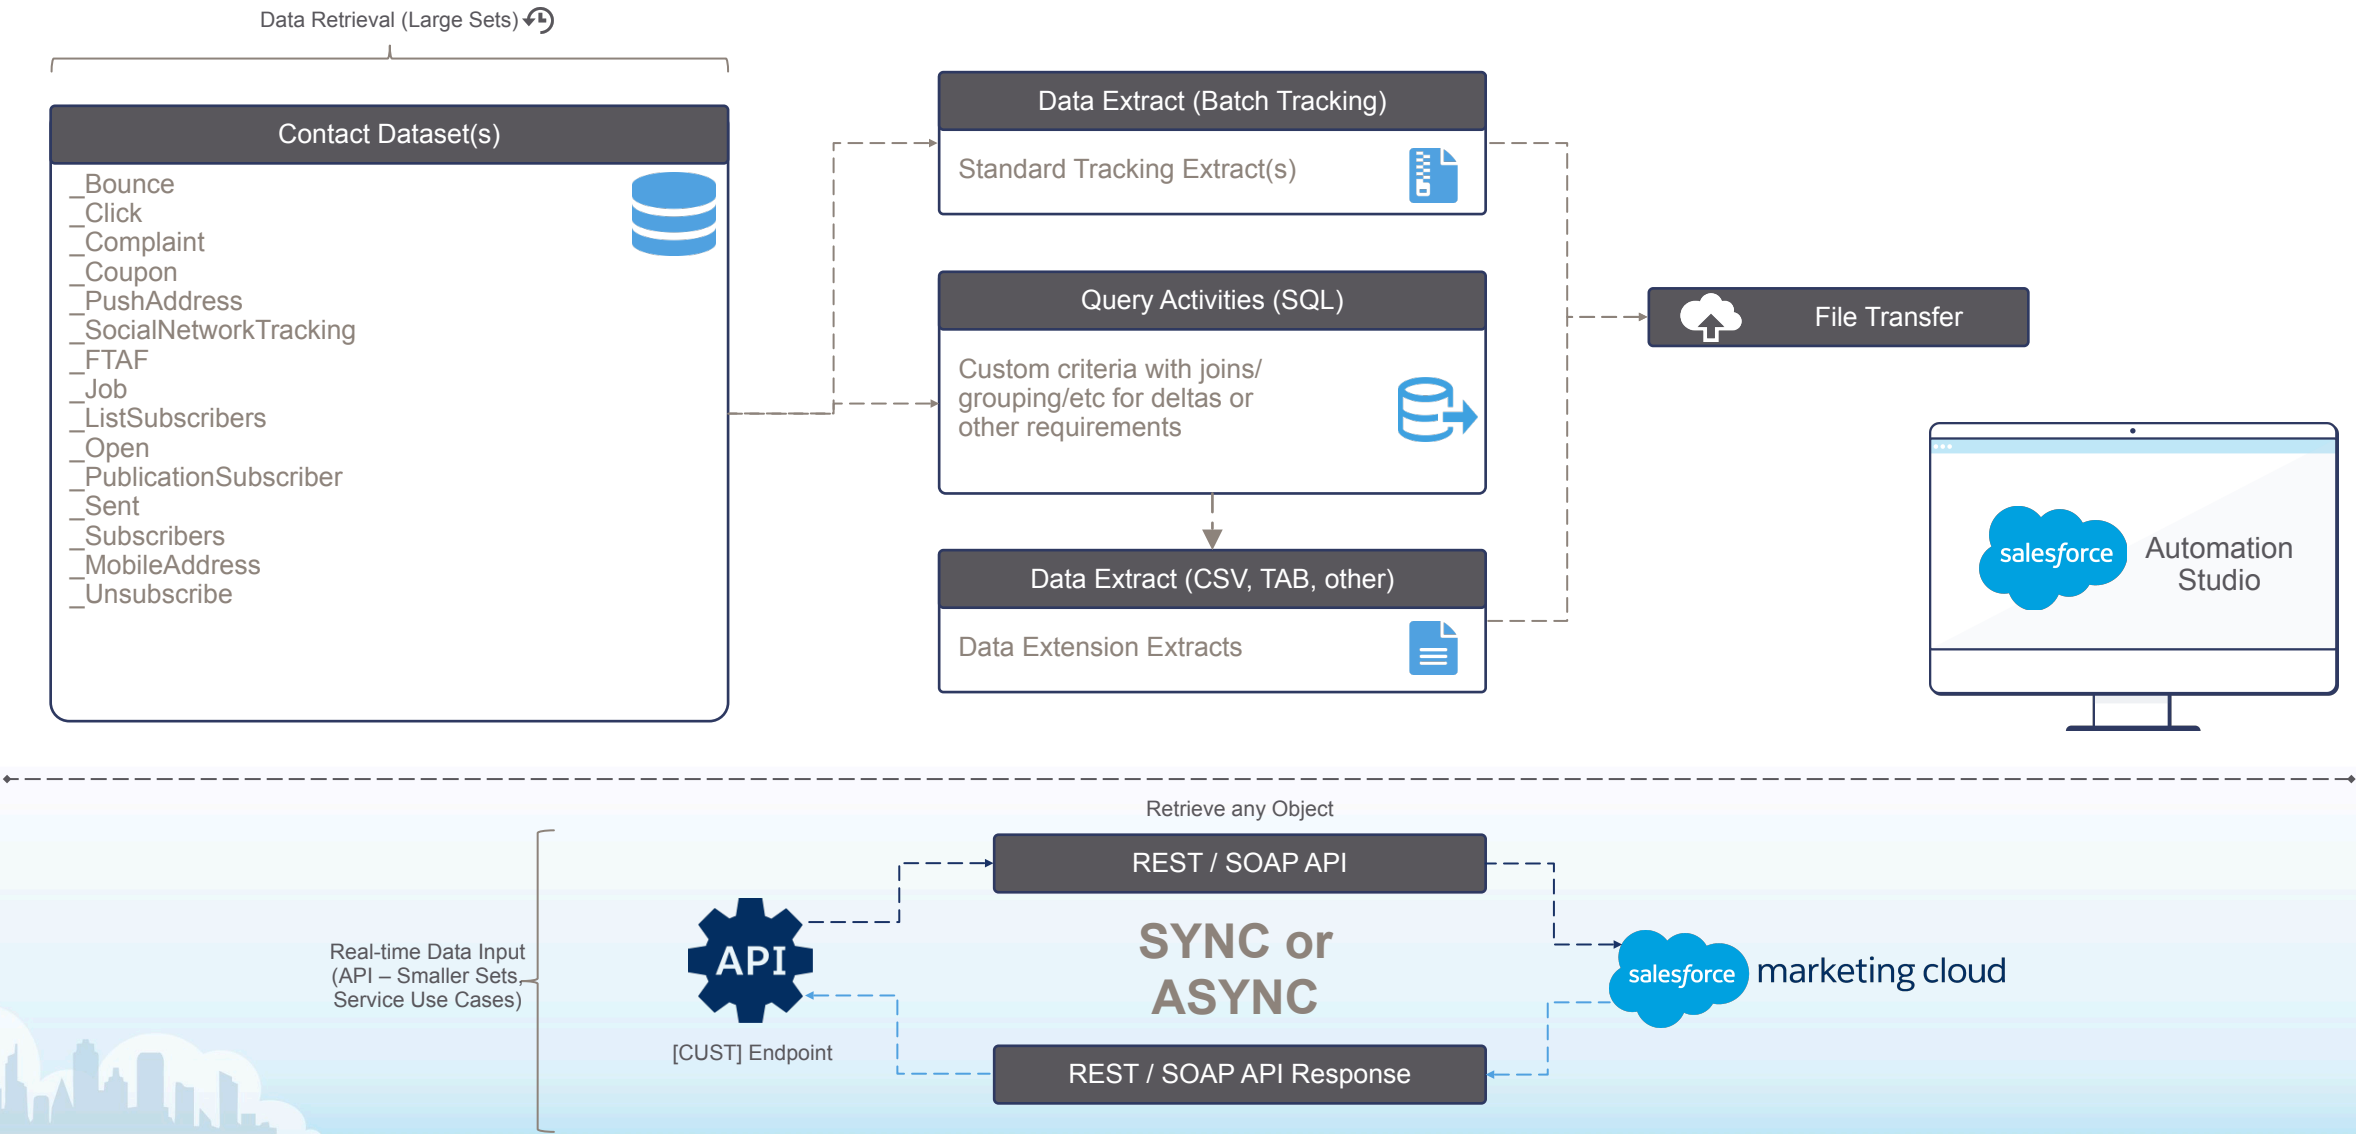 Data Retrieval (Large Sets)
Contact Dataset(s)
_Bounce
_Click
_Complaint
_Coupon
_PushAddress
_SocialNetworkTracking
_FTAF
_Job
_ListSubscribers
_Open
_PublicationSubscriber
_Sent
_Subscribers
_MobileAddress
_Unsubscribe
Data Extract (Batch Tracking)
Standard Tracking Extract(s)
Query Activities (SQL)
Custom criteria with joins/
grouping/etc for deltas or
other requirements
Data Extract (CSV, TAB, other)
Data Extension Extracts
File Transfer
salesforce
Automation
Studio
Retrieve any Object
Real-time Data Input
(API – Smaller Sets,
Service Use Cases)
API
[CUST] Endpoint
REST / SOAP API
SYNC or
ASYNC
REST / SOAP API Response
salesforce marketing cloud